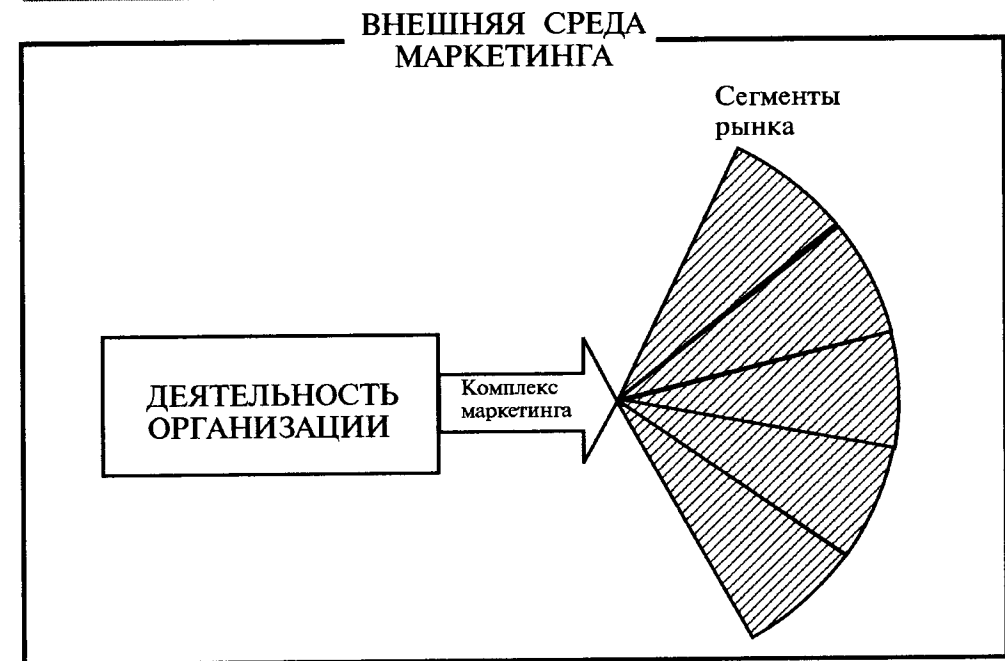 ВНЕШНЯЯ СРЕДА
МАРКЕТИНГА
Сегменты
рынка
ДЕЯТЕЛЬНОСТЬ
ОРГАНИЗАЦИИ
Комплекс
маркетинга